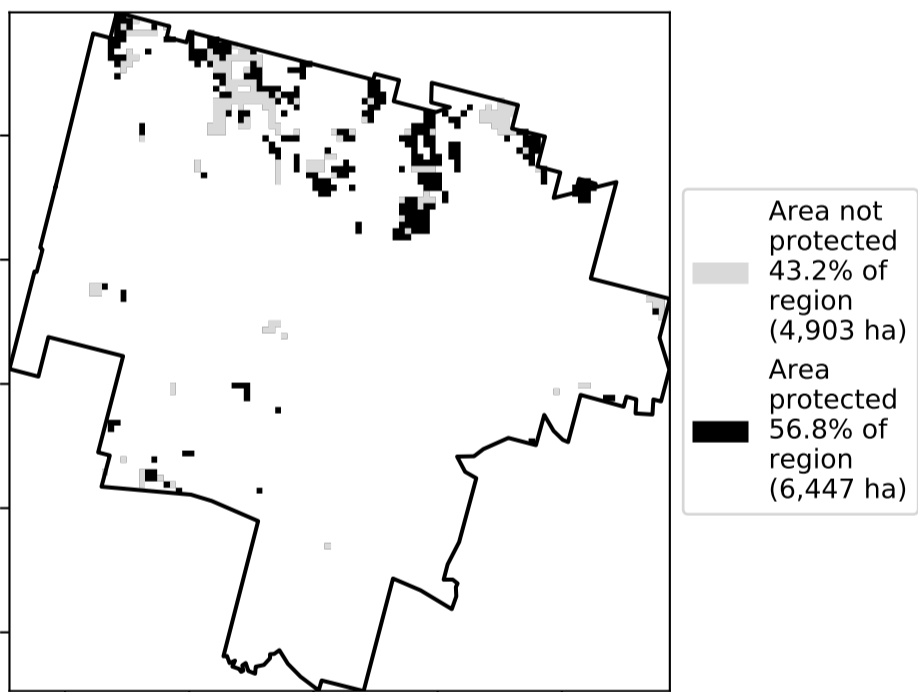 Area not
protected
43.2% of
region
(4,903 ha)
Area
protected
56.8% of
region
(6,447 ha)